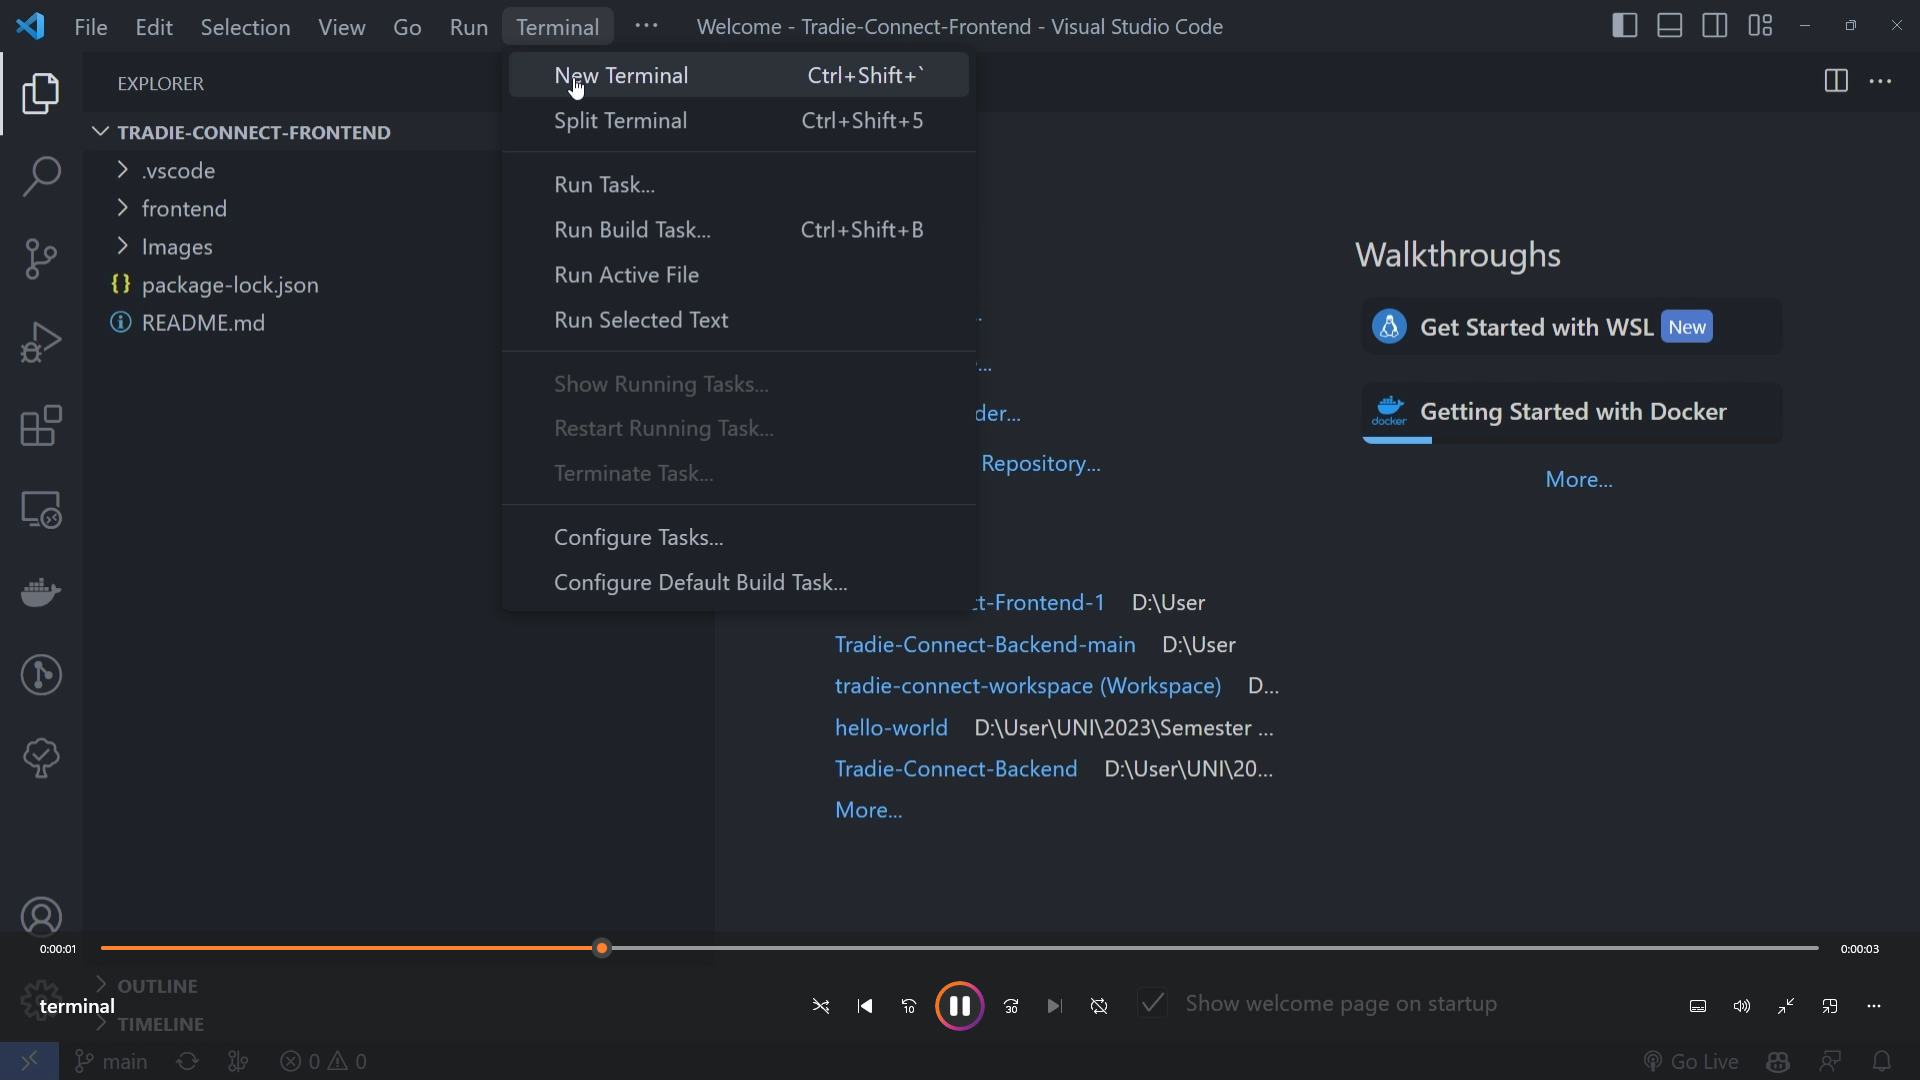 File Edit Selection View Go Run Terminal ··· Welcome - Tradie-Connect-Frontend - Visual Studio Code
EXPLORER
TRADIE-CONNECT-FRONTEND
.vscode
frontend
Images
{} package-lock.json
README.md
New Terminal Ctrl+Shift+`
Split Terminal Ctrl+Shift+5
Run Task...
Run Build Task... Ctrl+Shift+B
Run Active File
Run Selected Text
Show Running Tasks...
Restart Running Task...
Terminate Task...
Configure Tasks...
Configure Default Build Task...
der...
Repository...
Walkthroughs
Get Started with WSL New
docker Getting Started with Docker
More...
ct-Frontend-1 D:\User
Tradie-Connect-Backend-main D:\User
tradie-connect-workspace (Workspace) D...
hello-world D:\User\UNI\2023\Semester ...
Tradie-Connect-Backend D:\User\UNI\20...
More...
0:00:01 0:00:03
OUTLINE
terminal
10 30
Show welcome page on startup
TIMELINE
main 0 0 Go Live